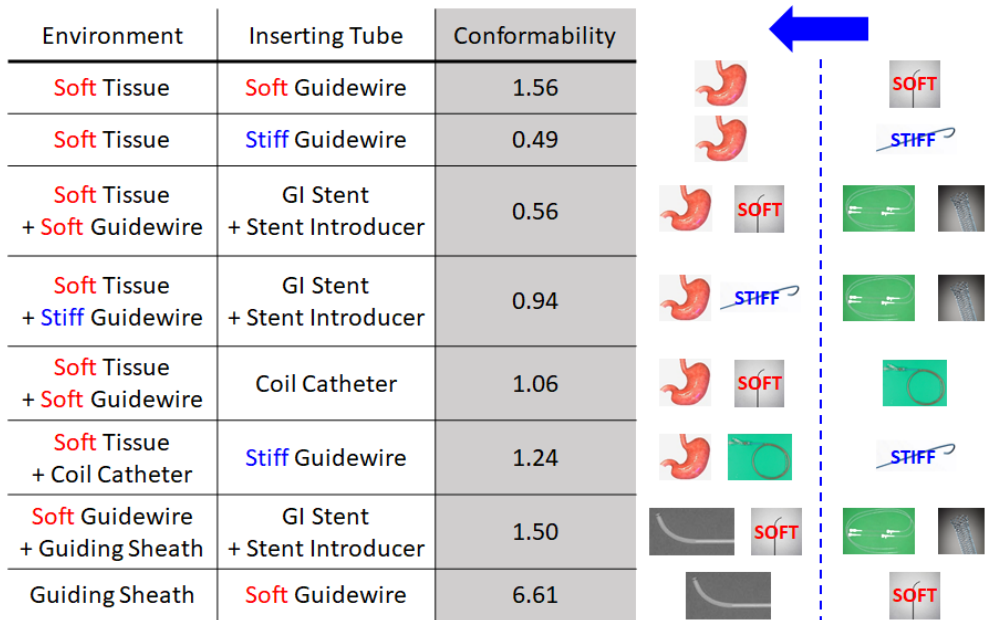 Environment Inserting Tube Conformability
Soft Tissue Soft Guidewire 1.56 SOFT
Soft Tissue Stiff Guidewire 0.49 STIFF
Soft Tissue
+ Soft Guidewire GI Stent
+ Stent Introducer 0.56 SOFT
Soft Tissue
+ Stiff Guidewire GI Stent
+ Stent Introducer 0.94 STIFF
Soft Tissue
+ Soft Guidewire Coil Catheter 1.06 SOFT
Soft Tissue
+ Coil Catheter Stiff Guidewire 1.24 STIFF
Soft Guidewire
+ Guiding Sheath GI Stent
+ Stent Introducer 1.50 SOFT
Guiding Sheath Soft Guidewire 6.61 SOFT